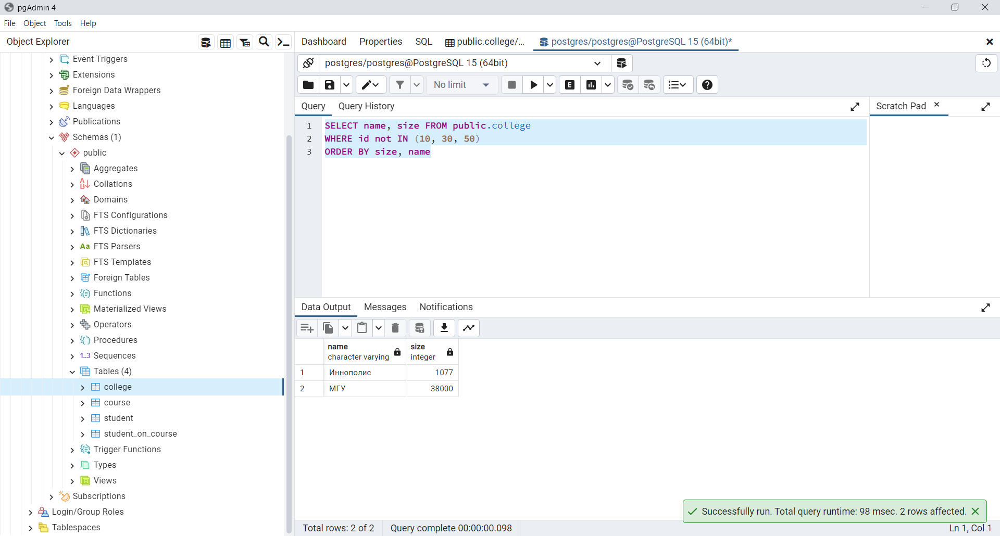 pgAdmin 4
File Object Tools Help
Object Explorer
Dashboard Properties SQL public.college/... postgres/postgres@PostgreSQL 15 (64bit)*
Event Triggers
Extensions
Foreign Data Wrappers
Languages
Publications
Schemas (1)
public
Aggregates
Collations
Domains
FTS Configurations
FTS Dictionaries
Aa FTS Parsers
FTS Templates
Foreign Tables
Functions
Materialized Views
Operators
Procedures
1..3 Sequences
Tables (4)
college
course
student
student_on_course
Trigger Functions
Types
Views
Subscriptions
Login/Group Roles
Tablespaces
postgres/postgres@PostgreSQL 15 (64bit)
No limit E
Query Query History
Scratch Pad
1 SELECT name, size FROM public.college
2 WHERE id not IN (10, 30, 50)
3 ORDER BY size, name
Data Output Messages Notifications
name size
character varying integer
1 Иннополис 1077
2 МГУ 38000
Successfully run. Total query runtime: 98 msec. 2 rows affected.
Total rows: 2 of 2 Query complete 00:00:00.098 Ln 1, Col 1